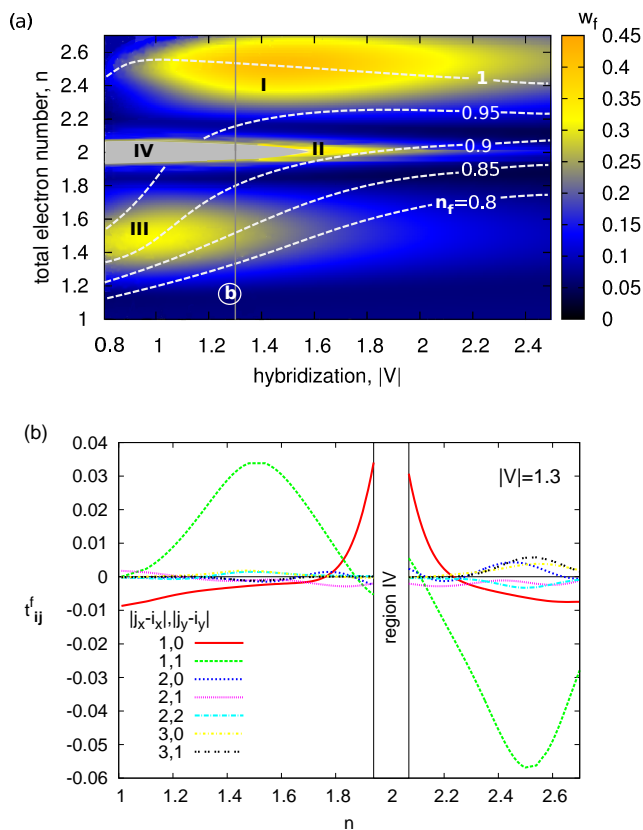 (a)
w_f
total electron number, n
2.6
2.4
2.2
2
1.8
1.6
1.4
1.2
1
I
II
III
IV
1
0.95
0.9
0.85
n_f=0.8
b
0.8 1 1.2 1.4 1.6 1.8 2 2.2 2.4
hybridization, |V|
0.45
0.4
0.35
0.3
0.25
0.2
0.15
0.1
0.05
0
(b)
t^f_ij
0.04
0.03
0.02
0.01
0
-0.01
-0.02
-0.03
-0.04
-0.05
-0.06
|V|=1.3
region IV
|j_x-i_x|,|j_y-i_y|
1,0
1,1
2,0
2,1
2,2
3,0
3,1
1 1.2 1.4 1.6 1.8 2 2.2 2.4 2.6
n